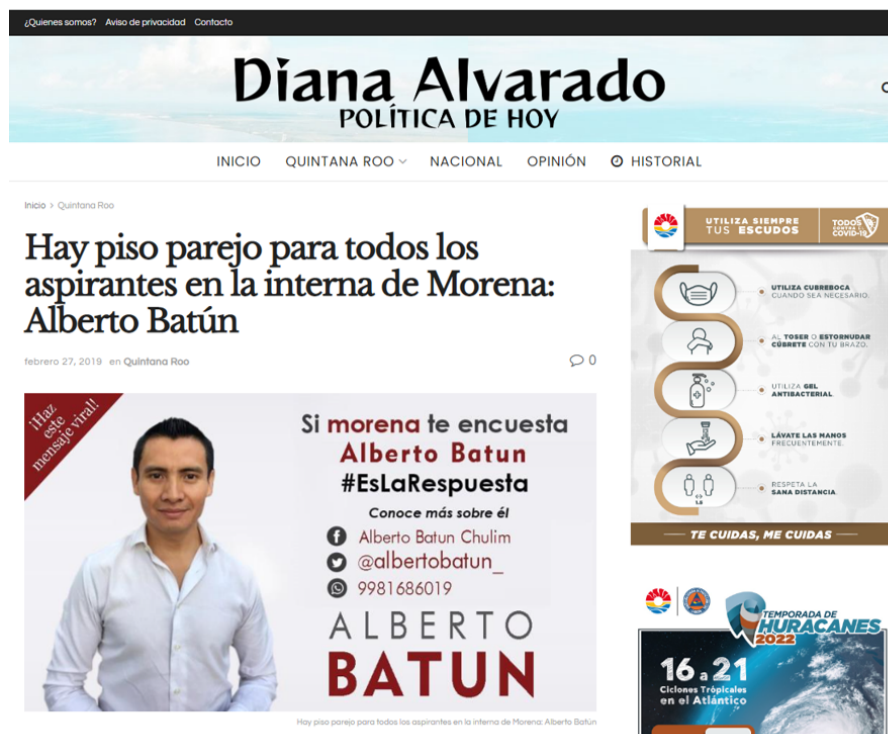 ¿Quienes somos? Aviso de privacidad Contacto
Diana Alvarado
POLÍTICA DE HOY
INICIO QUINTANA ROO NACIONAL OPINIÓN HISTORIAL
Inicio > Quintana Roo
Hay piso parejo para todos los
aspirantes en la interna de Morena:
Alberto Batún
febrero 27, 2019 en Quintana Roo 0
¡Haz
este
mensaje viral!
Si morena te encuesta
Alberto Batun
#EsLaRespuesta
Conoce más sobre él
Alberto Batun Chulim
@albertobatun_
9981686019
ALBERTO
BATUN
Hay piso parejo para todos los aspirantes en la interna de Morena: Alberto Batún
UTILIZA SIEMPRE
TUS ESCUDOS
TODOS
CONTRA EL
COVID-19
UTILIZA CUBREBOCA
CUANDO SEA NECESARIO.
AL TOSER O ESTORNUDAR
CÚBRETE CON TU BRAZO.
UTILIZA GEL
ANTIBACTERIAL
LÁVATE LAS MANOS
FRECUENTEMENTE.
RESPETA LA
SANA DISTANCIA
TE CUIDAS, ME CUIDAS
TEMPORADA DE
HURACANES
2022
16 a 21
Ciclones Trópicales
en el Atlántico